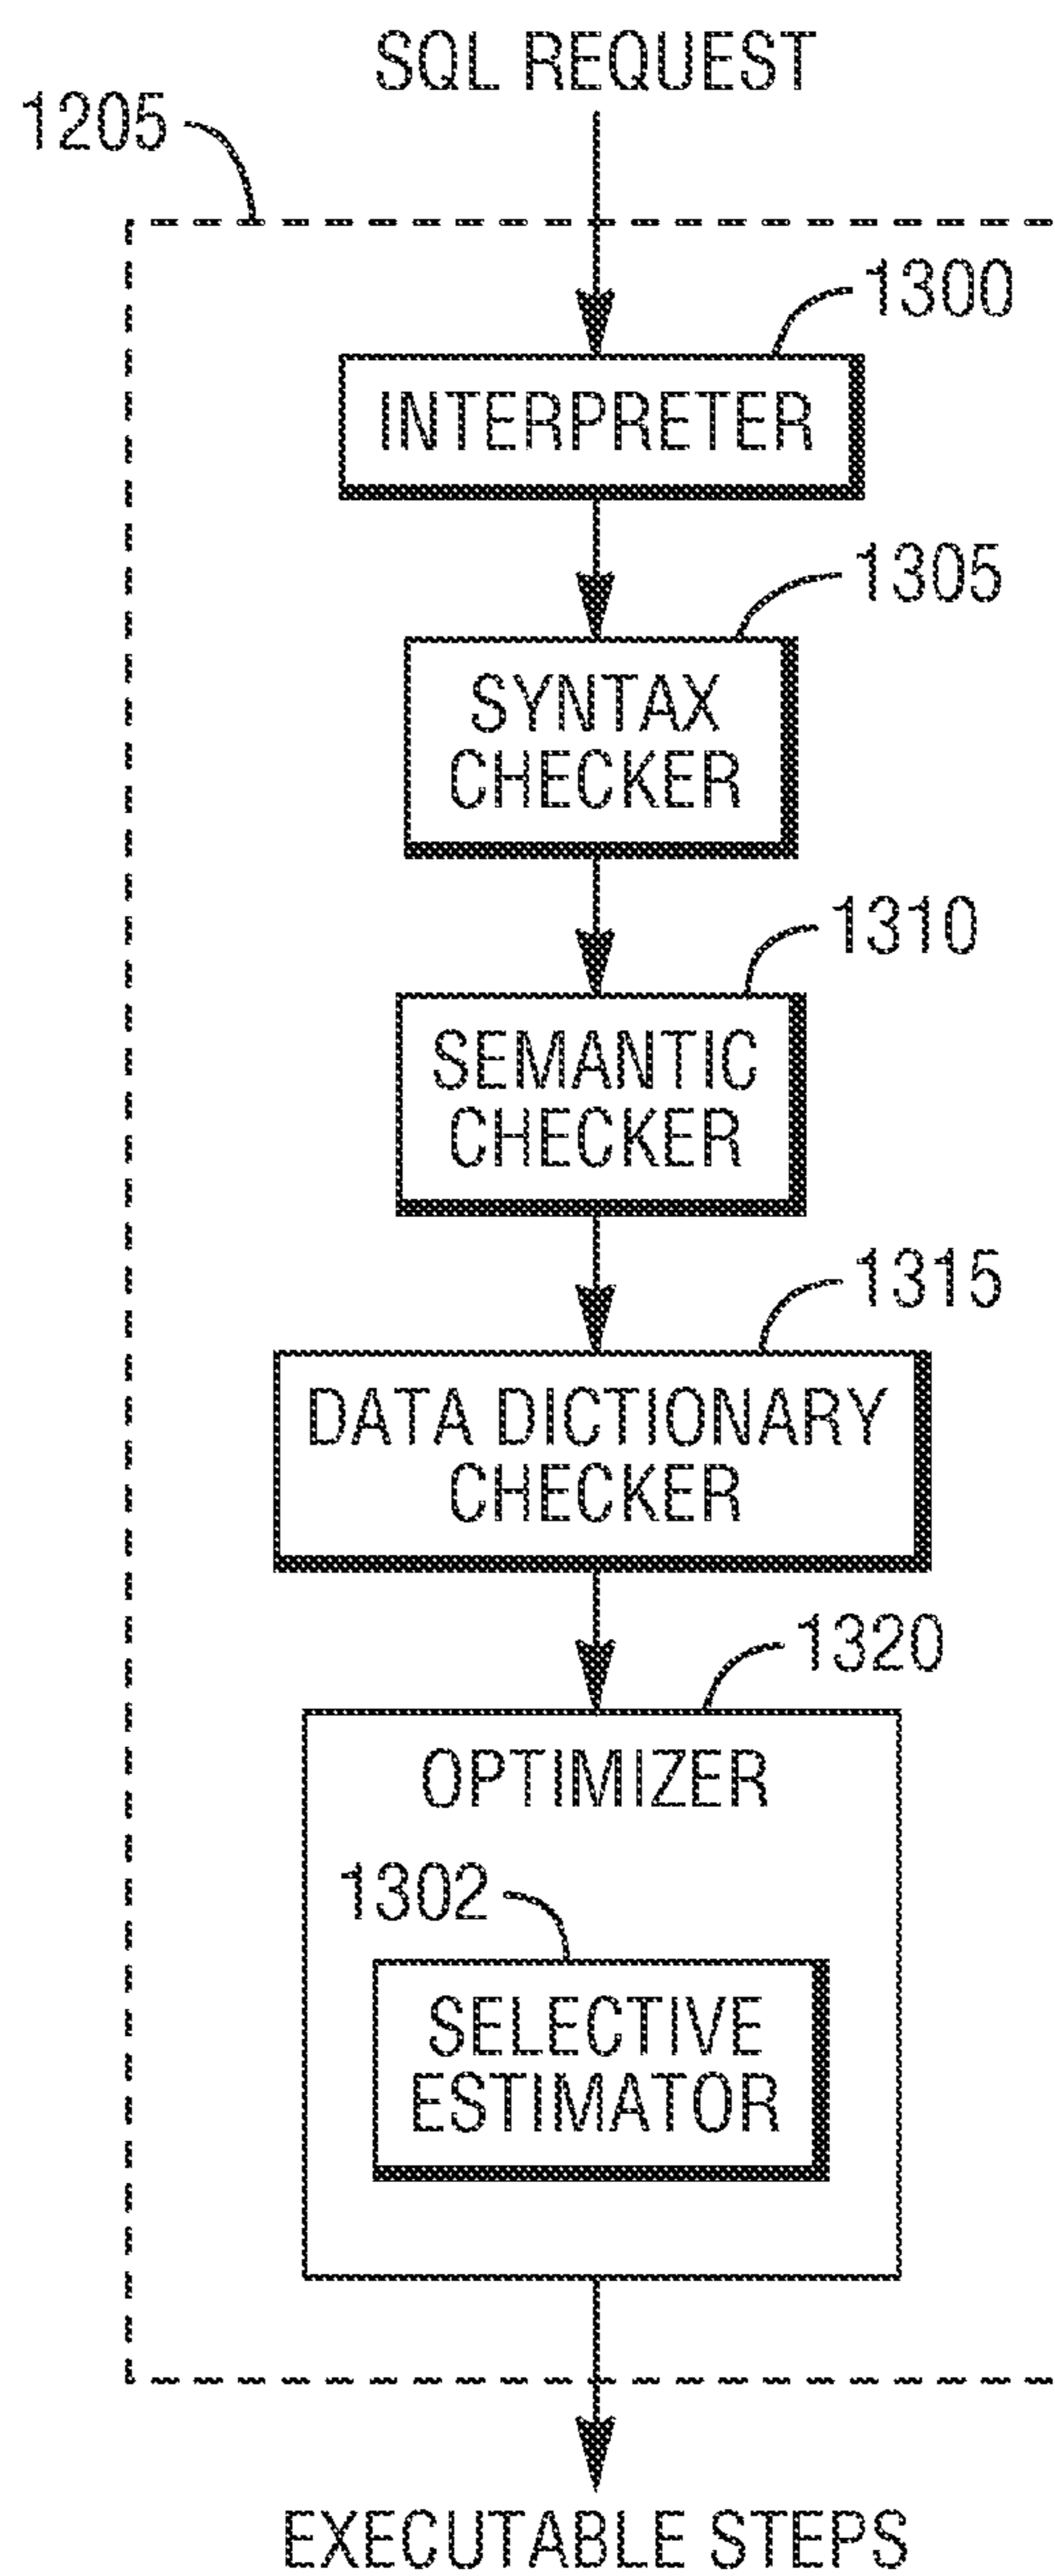 SQL REQUEST
1205
1300
INTERPRETER
1305
SYNTAX
CHECKER
1310
SEMANTIC
CHECKER
1315
DATA DICTIONARY
CHECKER
1320
OPTIMIZER
1302
SELECTIVE
ESTIMATOR
EXECUTABLE STEPS